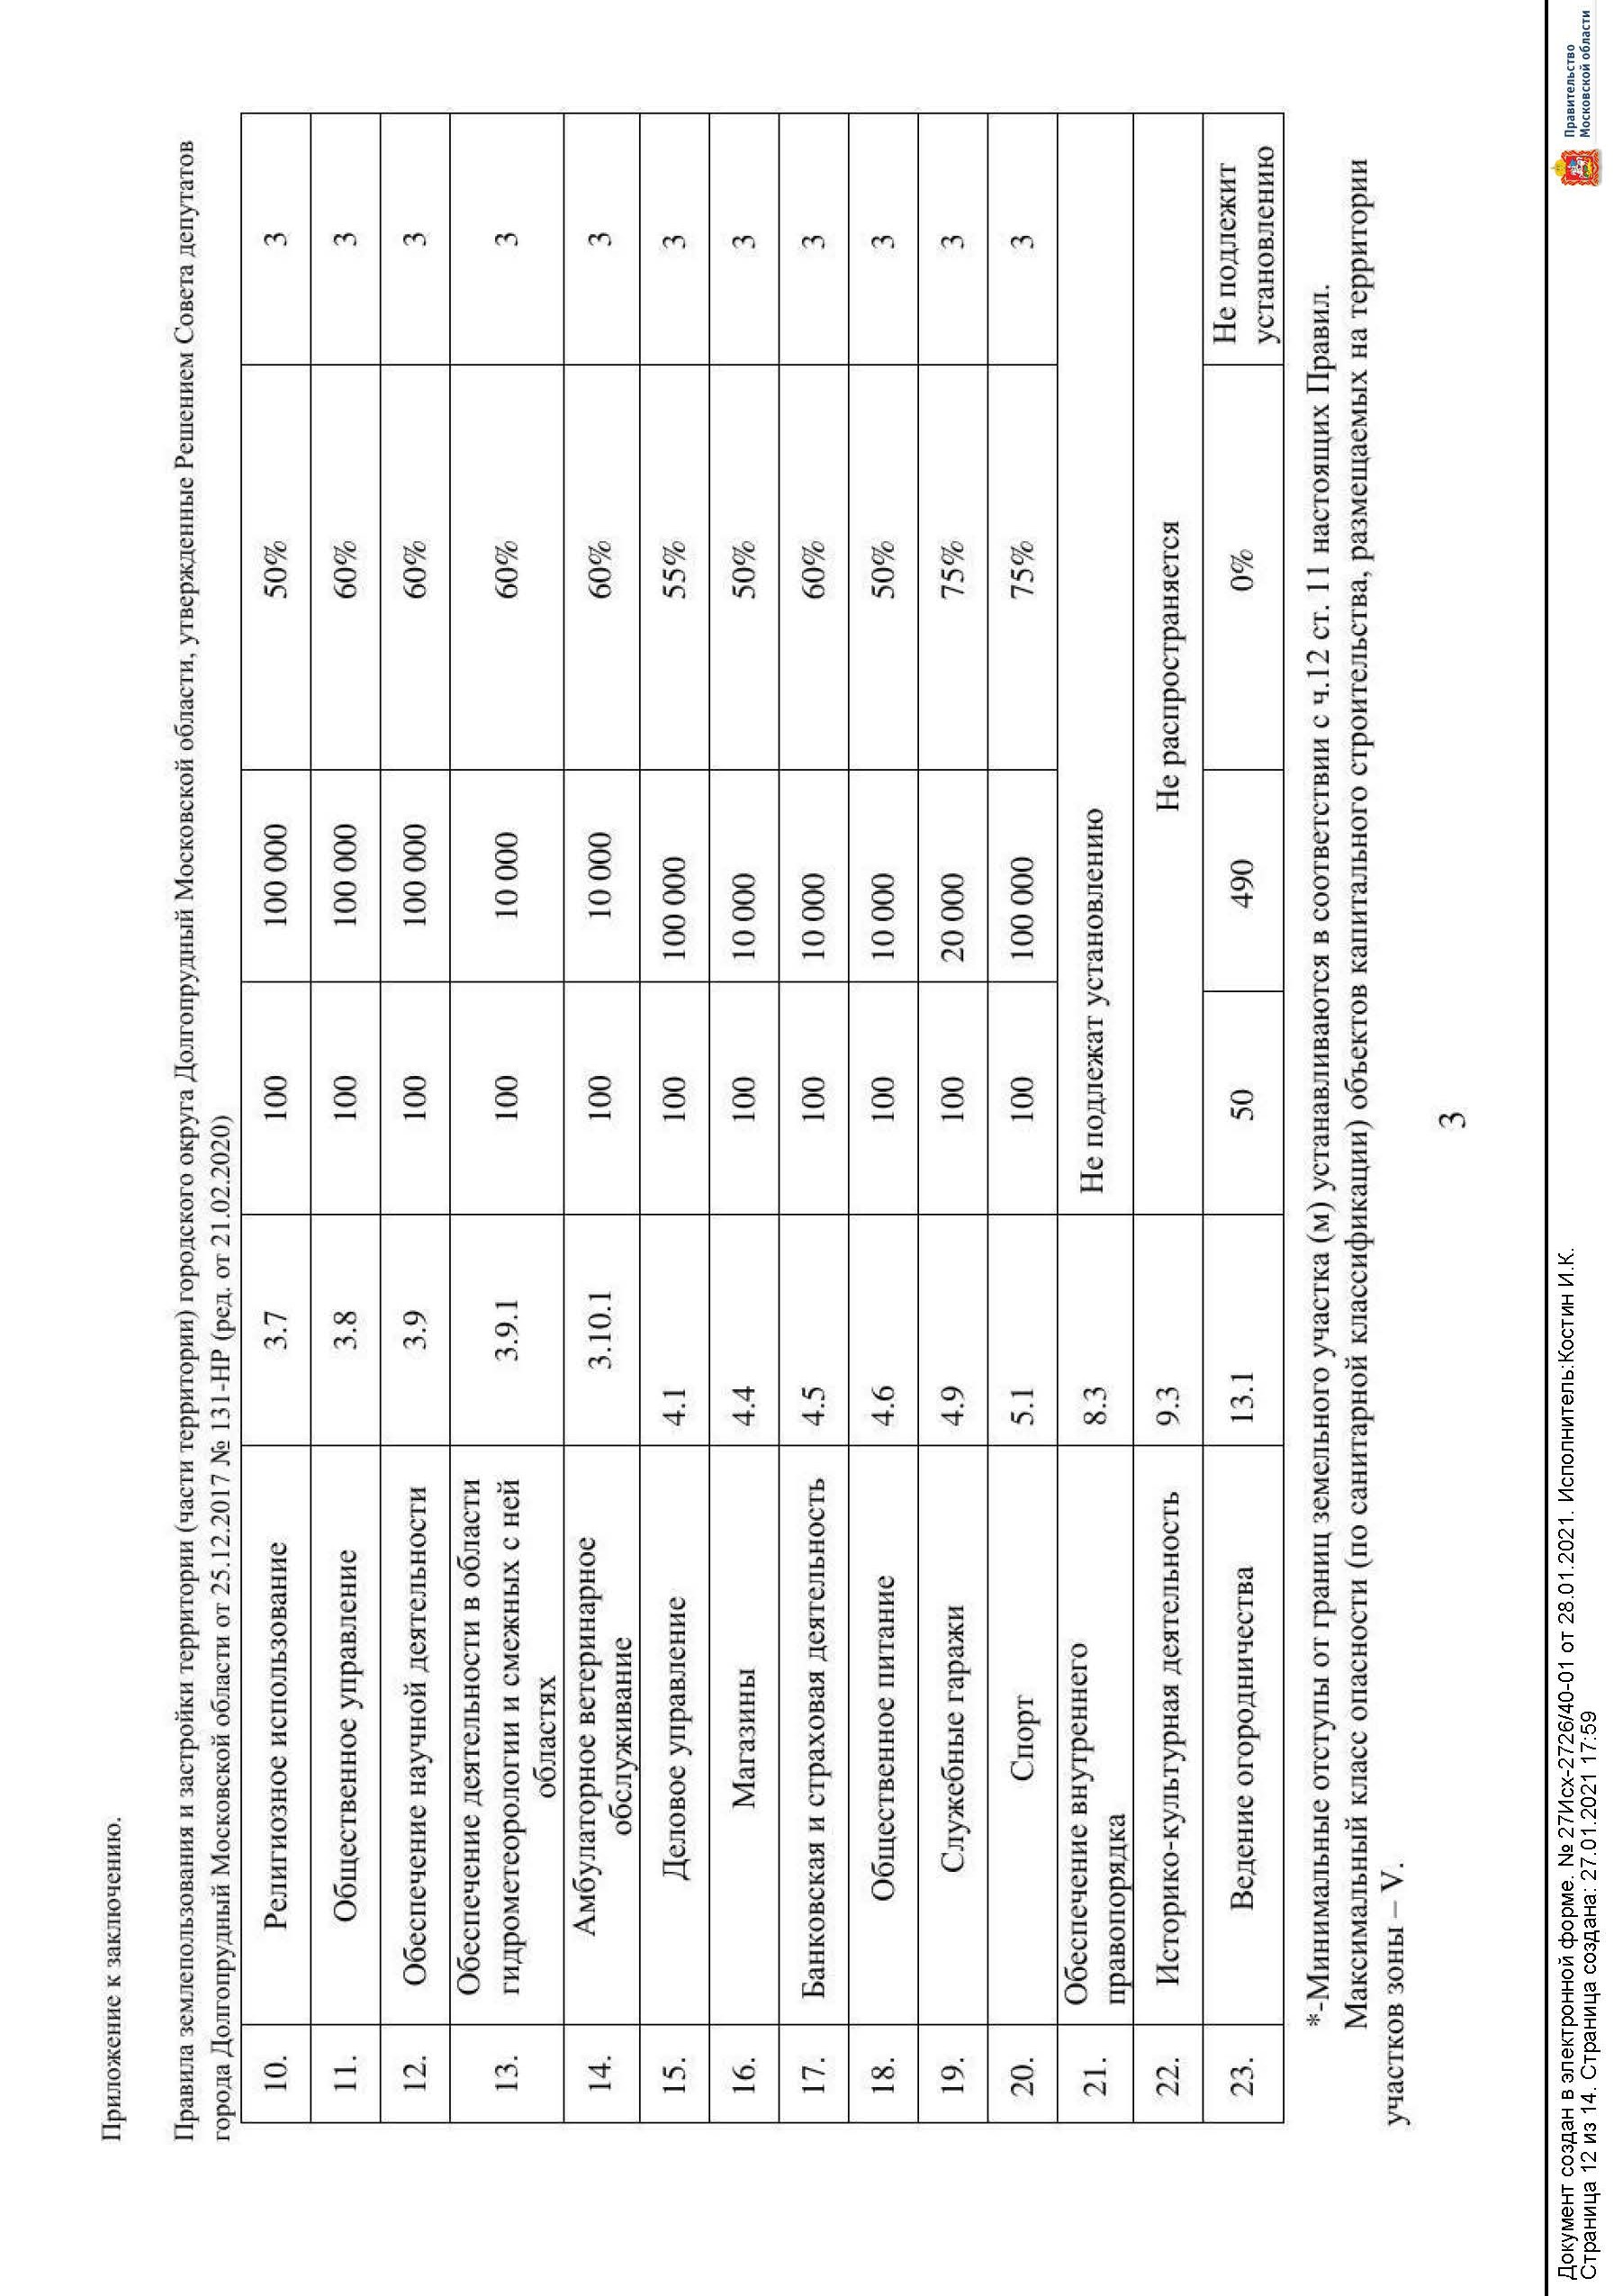 Приложение к заключению.
Правила землепользования и застройки территории (части территории) городского округа Долгопрудный Московской области, утвержденные Решением Совета депутатов
города Долгопрудный Московской области от 25.12.2017 № 131-НР (ред. от 21.02.2020)
10. Религиозное использование 3.7 100 100 000 50% 3
11. Общественное управление 3.8 100 100 000 60% 3
12. Обеспечение научной деятельности 3.9 100 100 000 60% 3
13. Обеспечение деятельности в области
гидрометеорологии и смежных с ней
областях 3.9.1 100 10 000 60% 3
14. Амбулаторное ветеринарное
обслуживание 3.10.1 100 10 000 60% 3
15. Деловое управление 4.1 100 100 000 55% 3
16. Магазины 4.4 100 10 000 50% 3
17. Банковская и страховая деятельность 4.5 100 10 000 60% 3
18. Общественное питание 4.6 100 10 000 50% 3
19. Служебные гаражи 4.9 100 20 000 75% 3
20. Спорт 5.1 100 100 000 75% 3
21. Обеспечение внутреннего
правопорядка 8.3 Не подлежат установлению
22. Историко-культурная деятельность 9.3 Не распространяется
23. Ведение огородничества 13.1 50 490 0% Не подлежит
установлению
*-Минимальные отступы от границ земельного участка (м) устанавливаются в соответствии с ч.12 ст. 11 настоящих Правил.
Максимальный класс опасности (по санитарной классификации) объектов капитального строительства, размещаемых на территории
участков зоны – V.
3
Документ создан в электронной форме. № 27Исх-2726/40-01 от 28.01.2021. Исполнитель:Костин И.К.
Страница 12 из 14. Страница создана: 27.01.2021 17:59
Правительство
Московской области